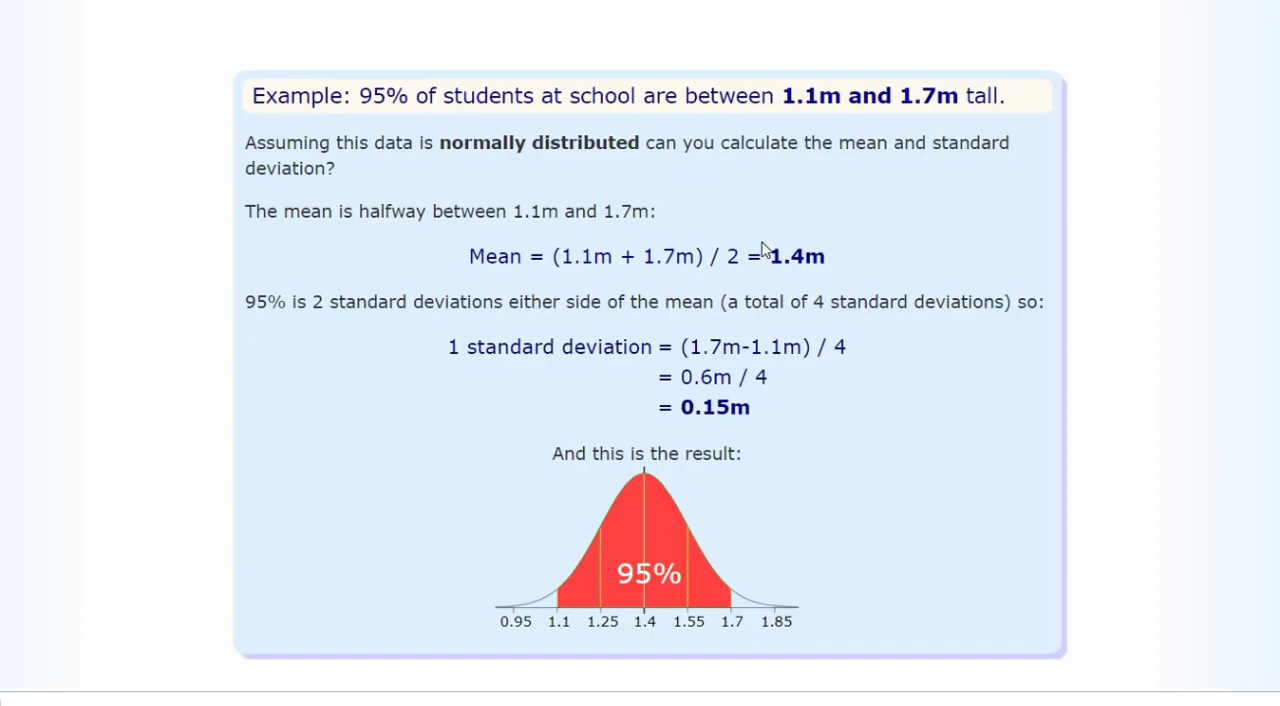 Example: 95% of students at school are between 1.1m and 1.7m tall.
Assuming this data is normally distributed can you calculate the mean and standard
deviation?
The mean is halfway between 1.1m and 1.7m:
Mean = (1.1m + 1.7m) / 2 = 1.4m
95% is 2 standard deviations either side of the mean (a total of 4 standard deviations) so:
1 standard deviation = (1.7m-1.1m) / 4
= 0.6m / 4
= 0.15m
And this is the result:
95%
0.95 1.1 1.25 1.4 1.55 1.7 1.85